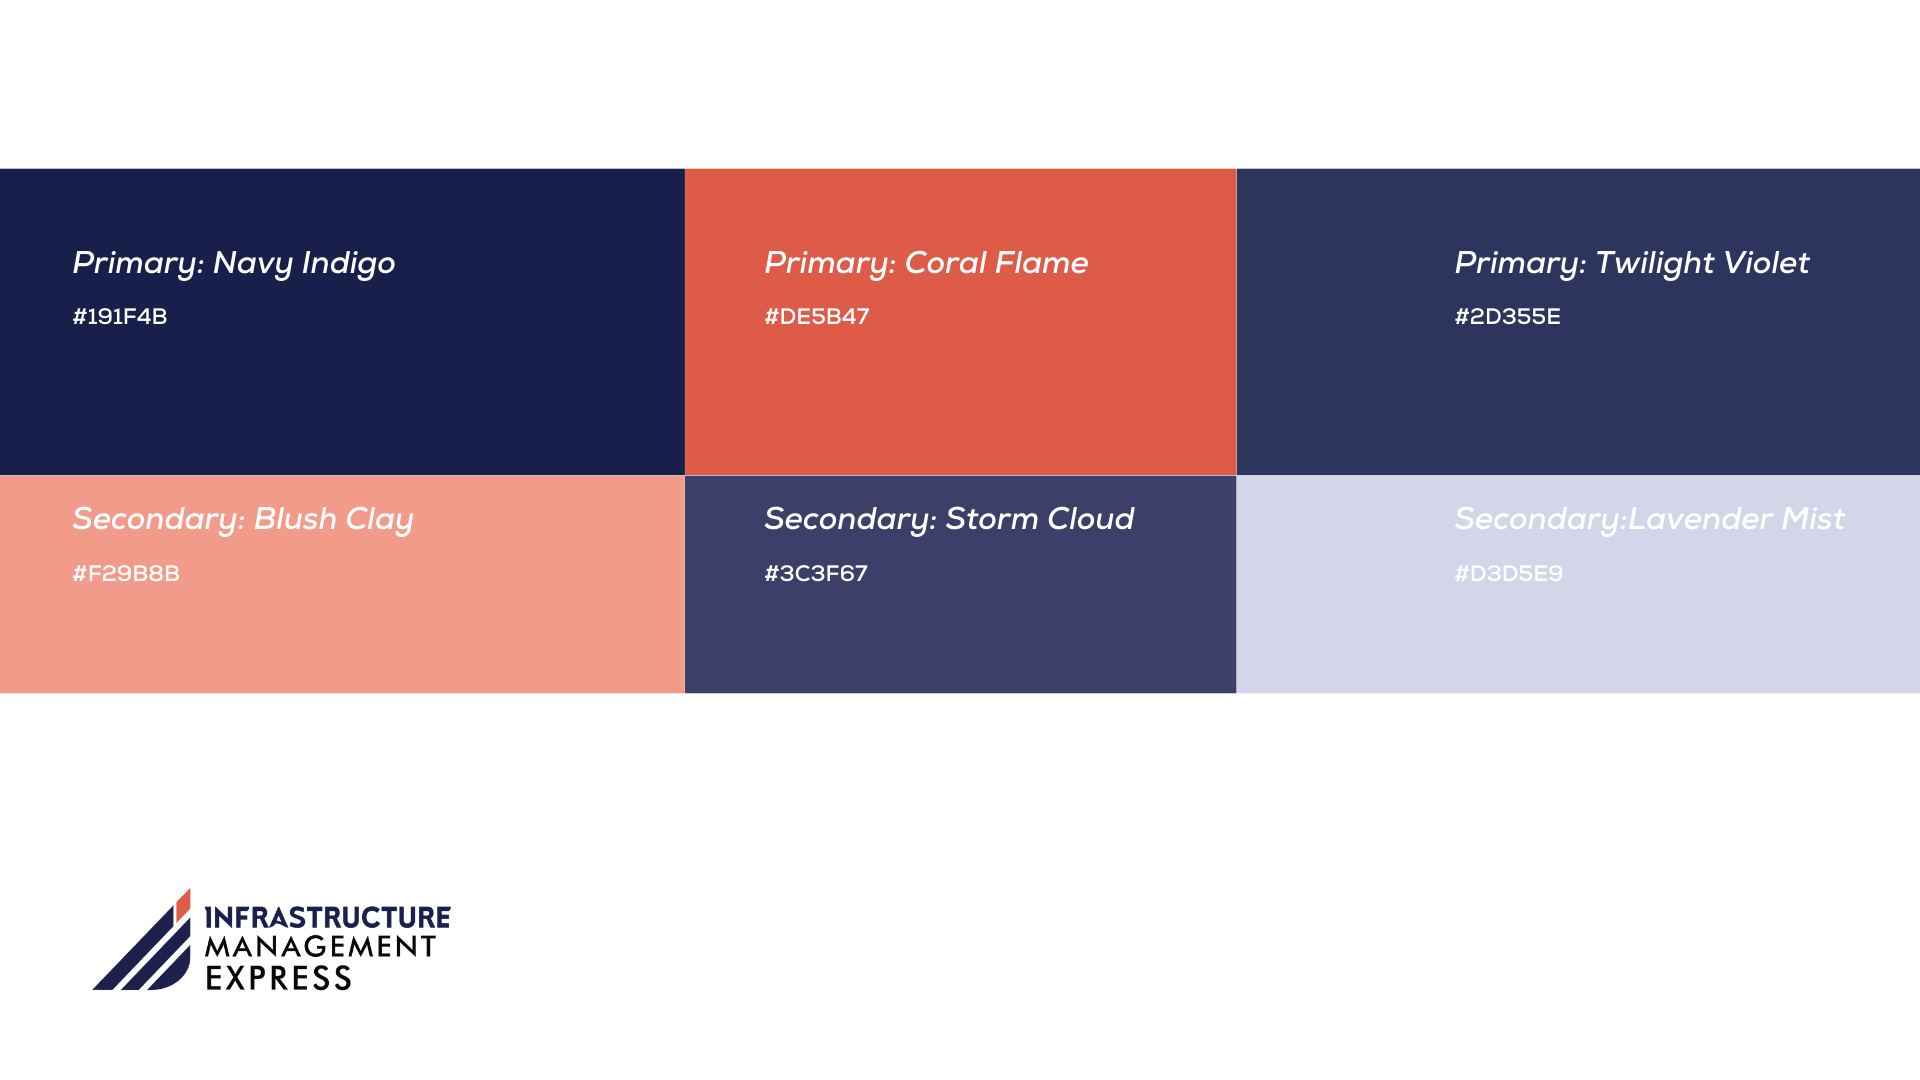 Primary: Navy Indigo
#191F4B
Primary: Coral Flame
#DE5B47
Primary: Twilight Violet
#2D355E
Secondary: Blush Clay
#F29B8B
Secondary: Storm Cloud
#3C3F67
Secondary:Lavender Mist
#D3D5E9
INFRASTRUCTURE
MANAGEMENT
EXPRESS